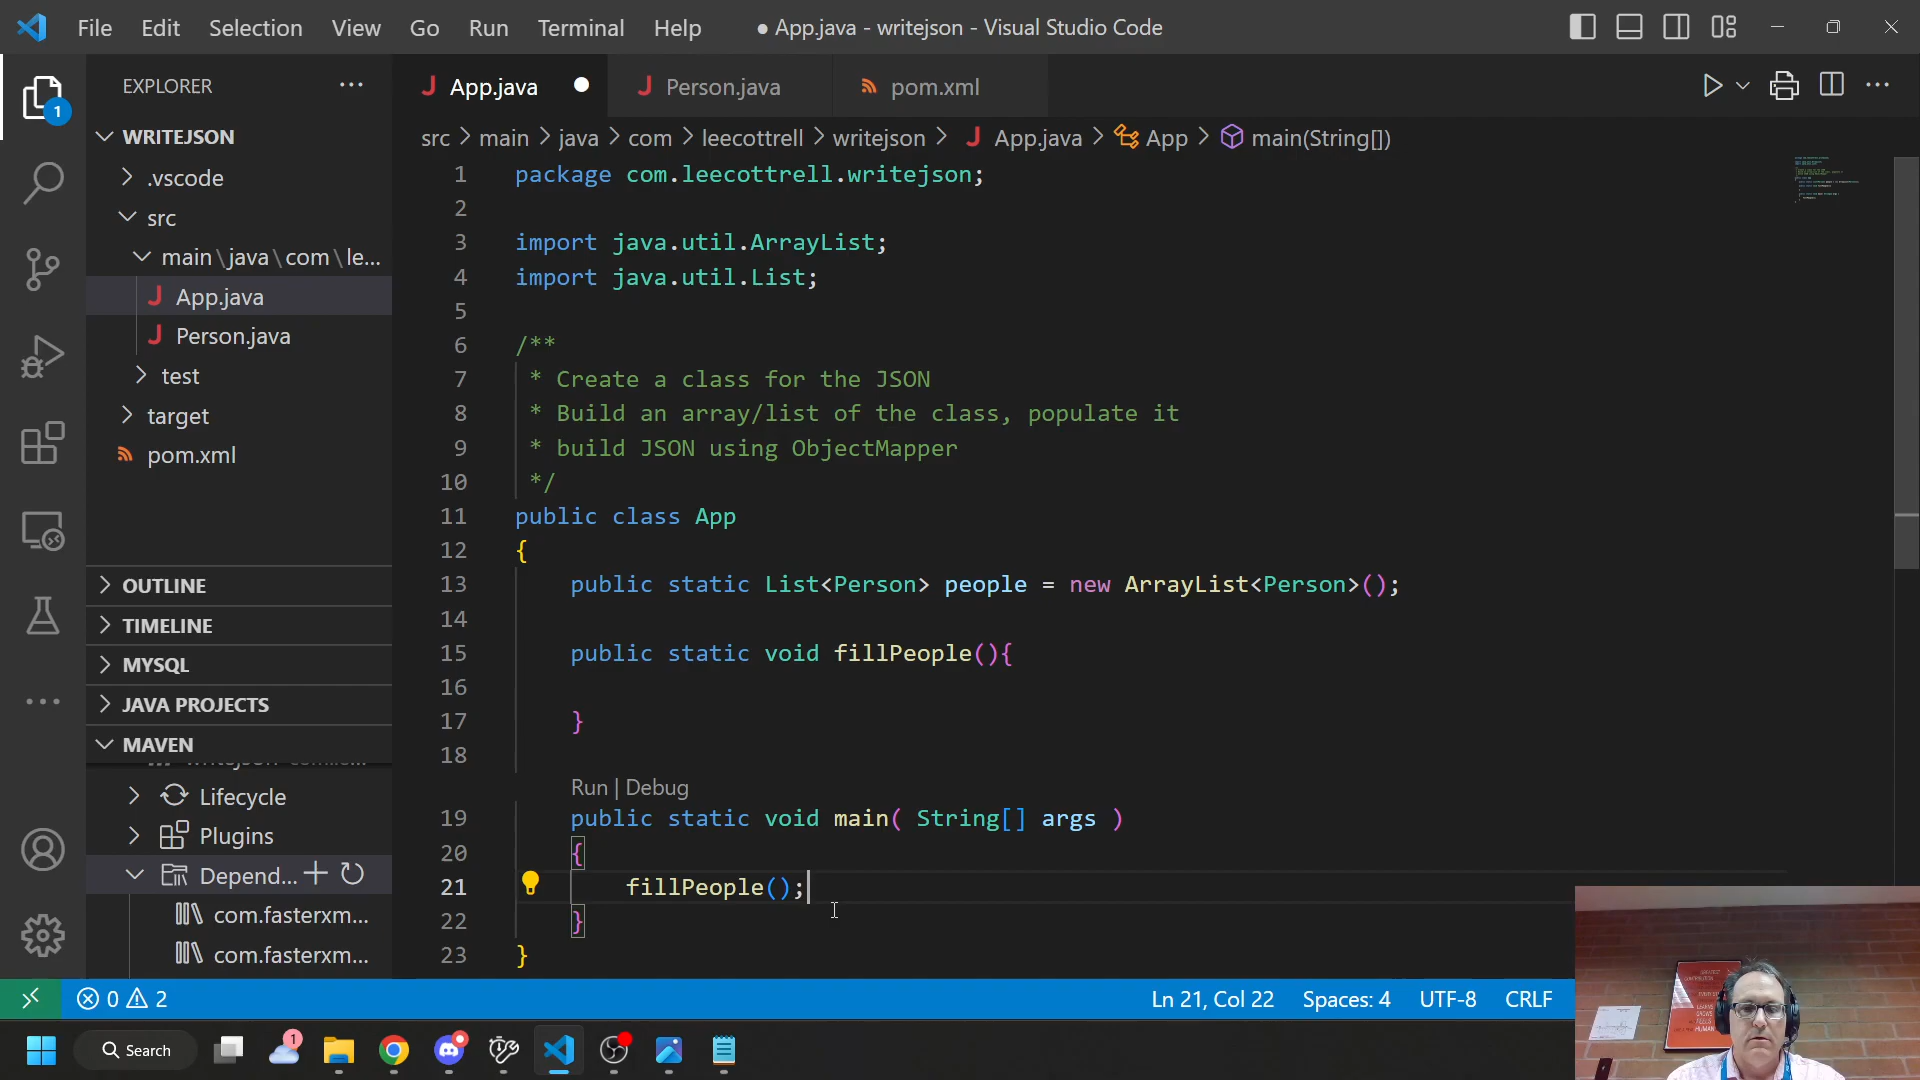 File Edit Selection View Go Run Terminal Help
● App.java - writejson - Visual Studio Code
EXPLORER
1
WRITEJSON
.vscode
src
main\java\com\le...
App.java
Person.java
test
target
pom.xml
OUTLINE
TIMELINE
MYSQL
JAVA PROJECTS
MAVEN
Lifecycle
Plugins
Depend...
com.fasterxm...
com.fasterxm...
App.java
Person.java
pom.xml
src > main > java > com > leecottrell > writejson > App.java > App > main(String[])
1 package com.leecottrell.writejson;
2
3 import java.util.ArrayList;
4 import java.util.List;
5
6 /**
7 * Create a class for the JSON
8 * Build an array/list of the class, populate it
9 * build JSON using ObjectMapper
10 */
11 public class App
12 {
13 public static List<Person> people = new ArrayList<Person>();
14
15 public static void fillPeople(){
16
17 }
18
Run | Debug
19 public static void main( String[] args )
20 {
21 fillPeople();
22 }
23 }
0 2
Ln 21, Col 22 Spaces: 4 UTF-8 CRLF
Search
1